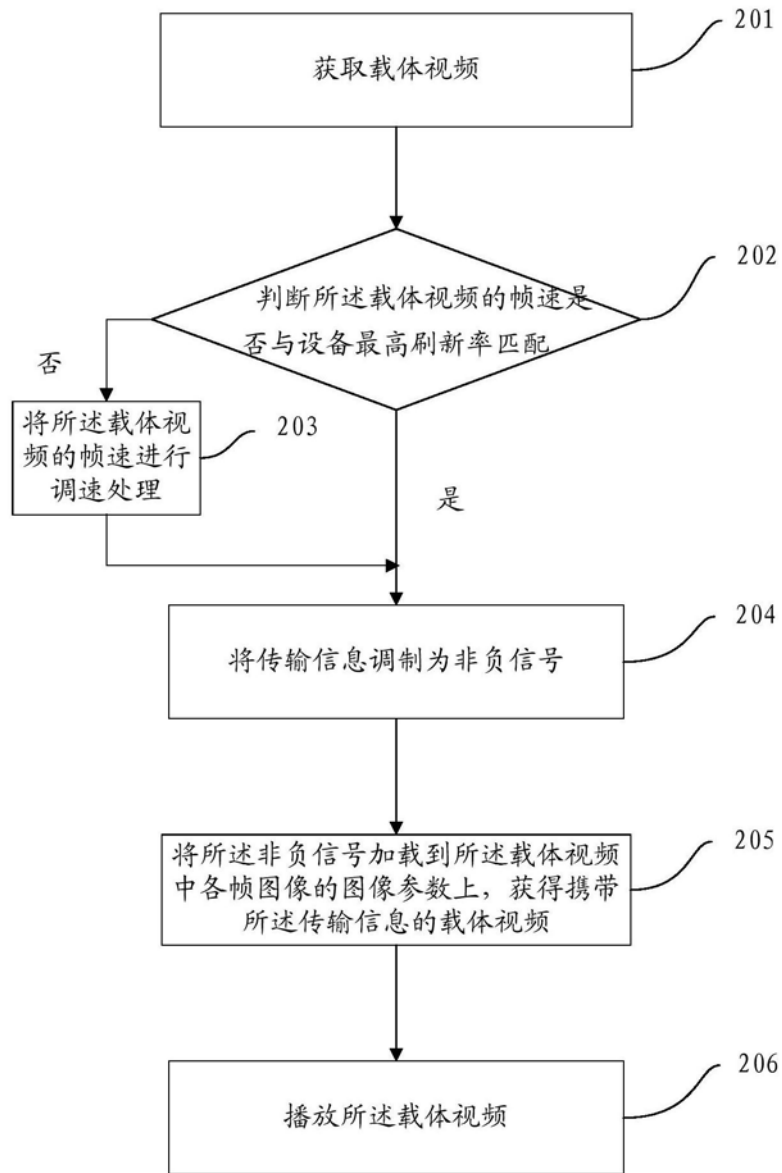 201
获取载体视频
202
判断所述载体视频的帧速是
否与设备最高刷新率匹配
否
将所述载体视
频的帧速进行
调速处理
203
是
204
将传输信息调制为非负信号
205
将所述非负信号加载到所述载体视频
中各帧图像的图像参数上，获得携带
所述传输信息的载体视频
206
播放所述载体视频